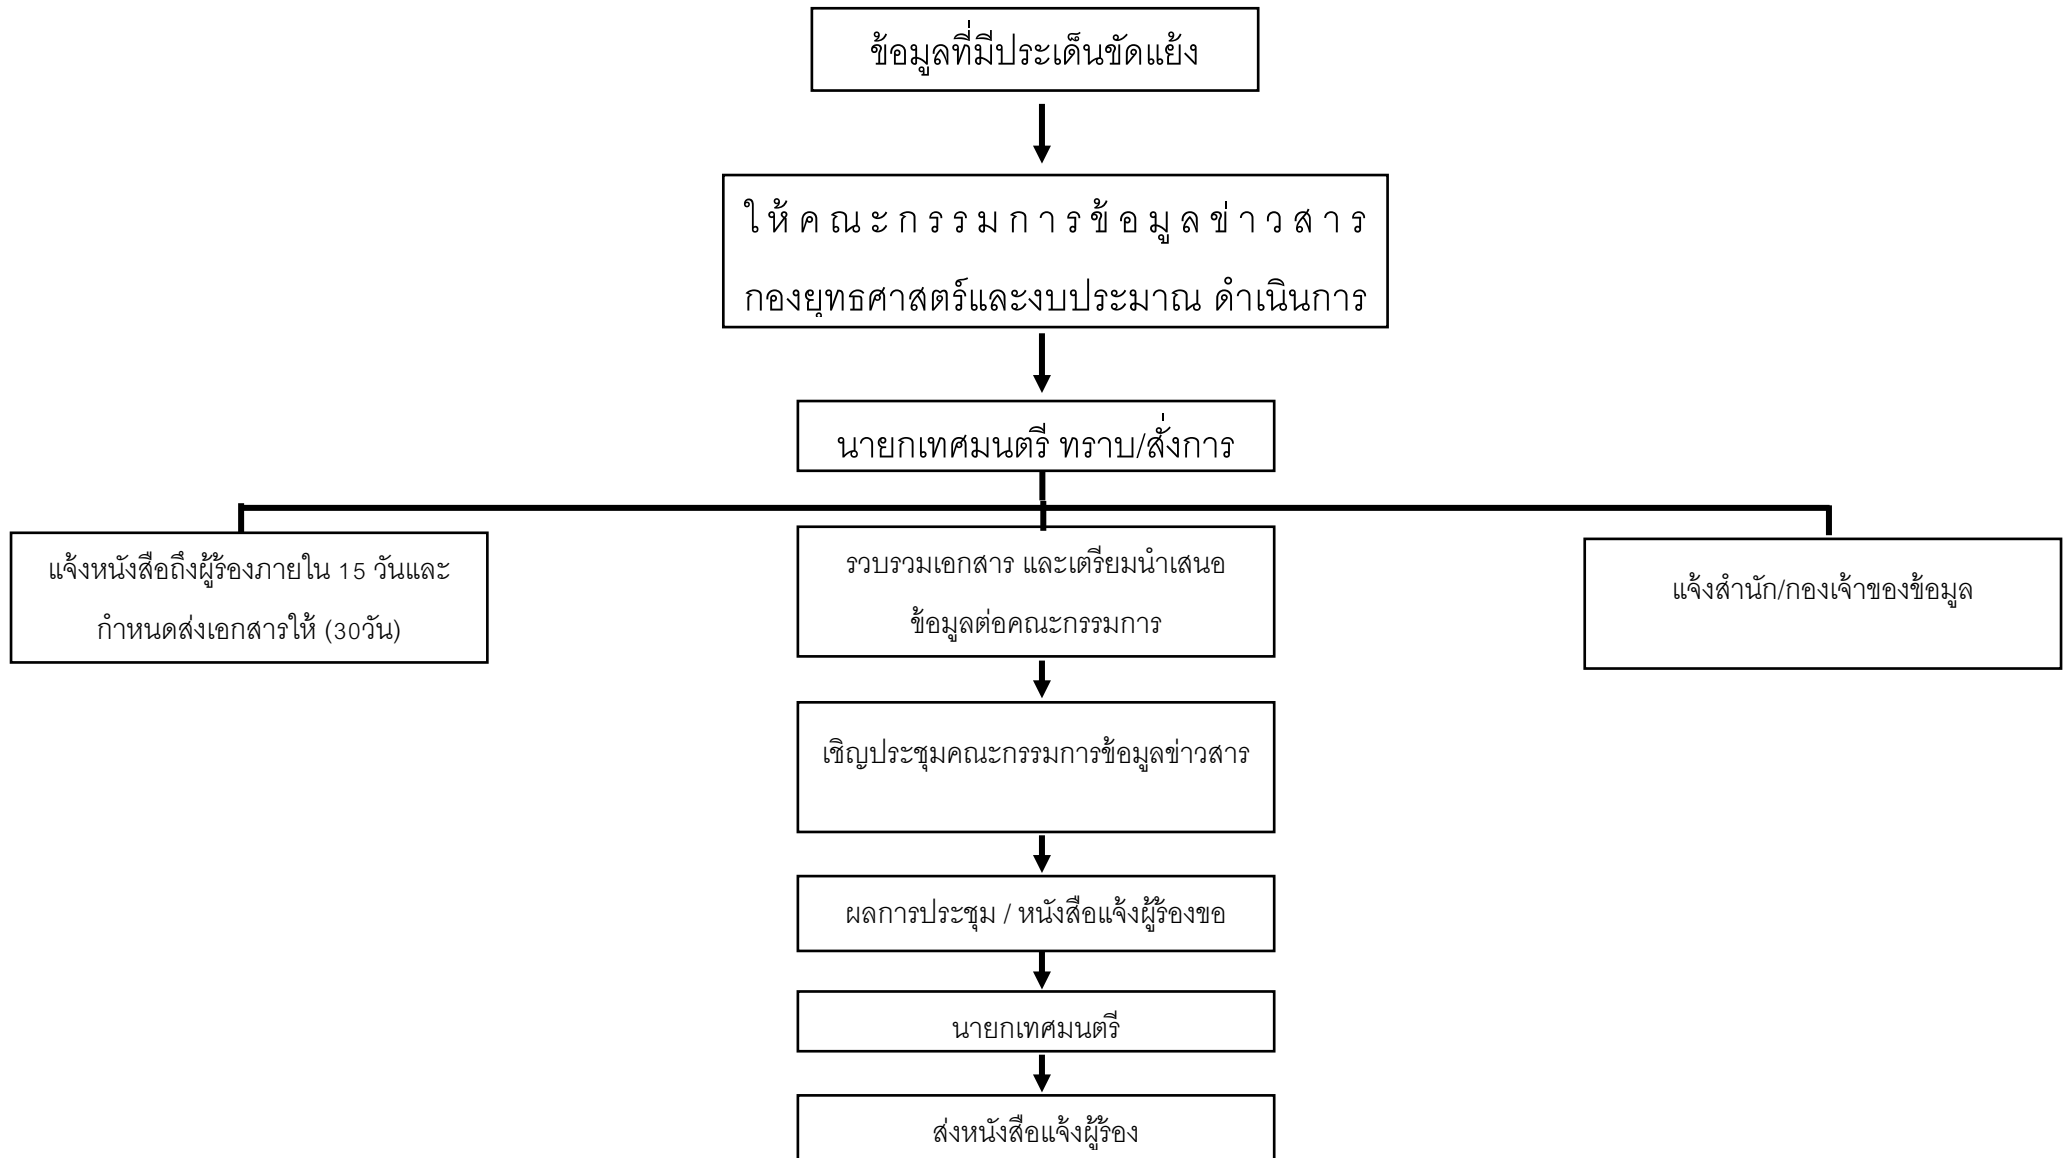 ข้อมูลที่มีประเด็นขัดแย้ง
ให้คณะกรรมการข้อมูลข่าวสาร
กองยุทธศาสตร์และงบประมาณ ดำเนินการ
นายกเทศมนตรี ทราบ/สั่งการ
แจ้งหนังสือถึงผู้ร้องภายใน 15 วันและ
กำหนดส่งเอกสารให้ (30วัน)
รวบรวมเอกสาร และเตรียมนำเสนอ
ข้อมูลต่อคณะกรรมการ
แจ้งสำนัก/กองเจ้าของข้อมูล
เชิญประชุมคณะกรรมการข้อมูลข่าวสาร
ผลการประชุม / หนังสือแจ้งผู้ร้องขอ
นายกเทศมนตรี
ส่งหนังสือแจ้งผู้ร้อง